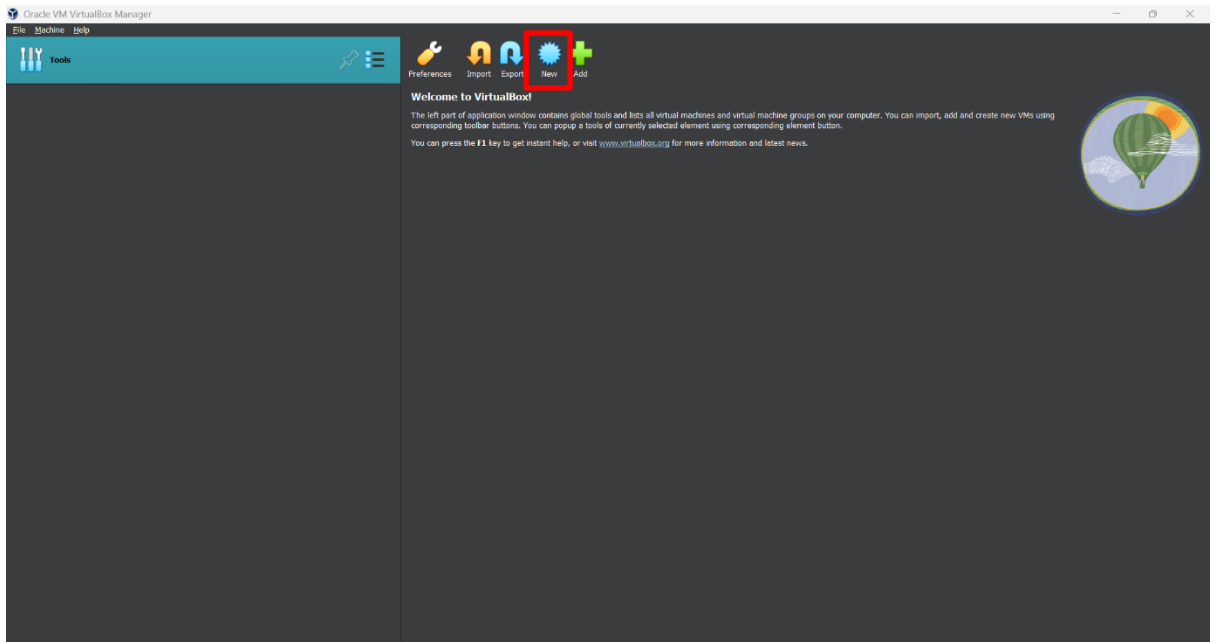 Oracle VM VirtualBox Manager
File Machine Help
Tools
Preferences Import Export New Add
Welcome to VirtualBox!
The left part of application window contains global tools and lists all virtual machines and virtual machine groups on your computer. You can import, add and create new VMs using
corresponding toolbar buttons. You can popup a tools of currently selected element using corresponding element button.
You can press the F1 key to get instant help, or visit www.virtualbox.org for more information and latest news.